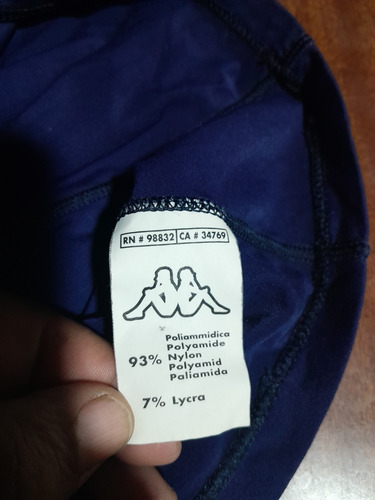 RN # 98832 CA # 34769
Poliammidica
Polyamide
93% Nylon
Polyamid
Paliamida
7% Lycra